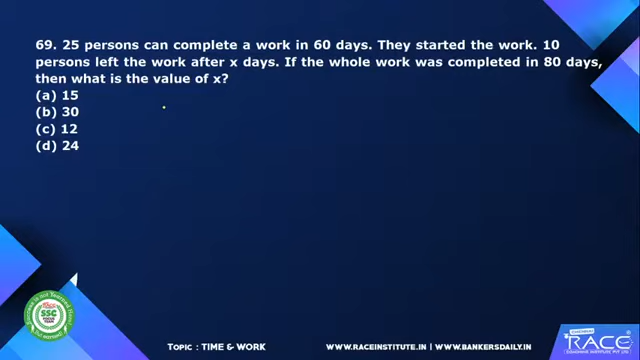 69. 25 persons can complete a work in 60 days. They started the work. 10
persons left the work after x days. If the whole work was completed in 80 days,
then what is the value of x?
(a) 15
(b) 30
(c) 12
(d) 24
SSC
RACE
TOPIC : TIME & WORK
WWW.RACEINSTITUTE.IN | WWW.BANKERSDAILY.IN